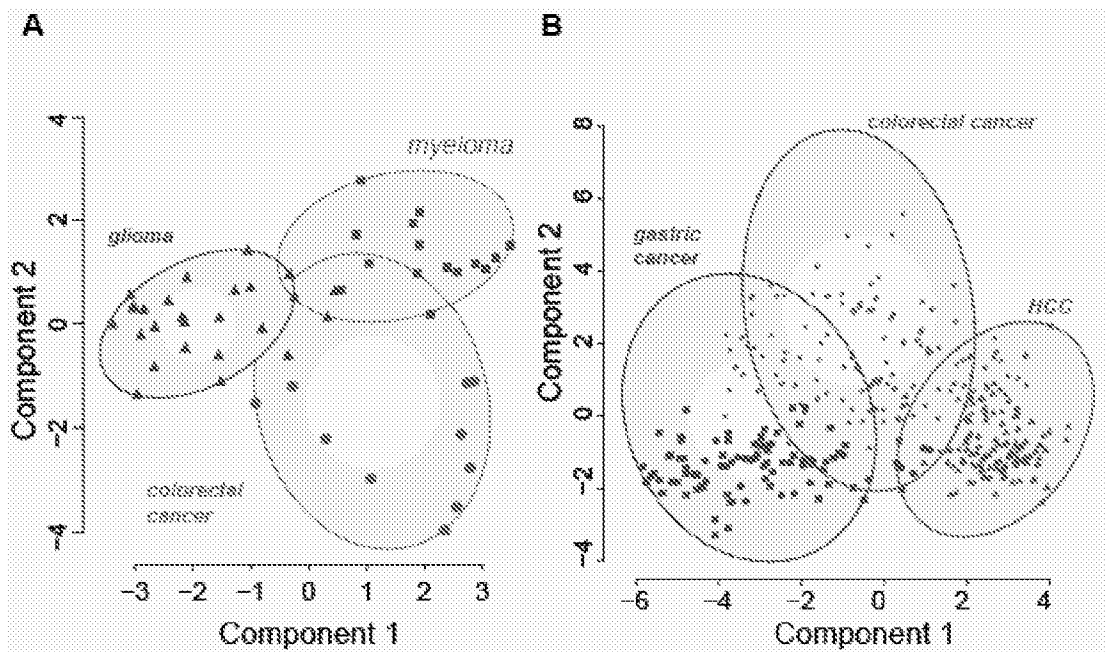 A
B
4
2
0
−2
−4
Component 2
myeloma
glioma
colorectal
cancer
−3 −2 −1 0 1 2 3
Component 1
8
6
4
2
0
−2
−4
Component 2
colorectal cancer
gastric
cancer
HCC
−6 −4 −2 0 2 4
Component 1